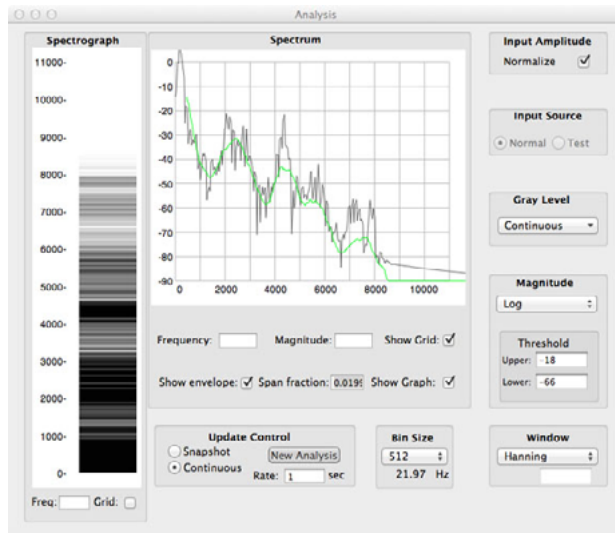 Analysis
Spectrograph
11000-
10000-
9000-
8000-
7000-
6000-
5000-
4000-
3000-
2000-
1000-
0-
Freq: Grid:
Spectrum
0
-10
-20
-30
-40
-50
-60
-70
-80
-90
0 2000 4000 6000 8000 10000
Frequency: Magnitude: Show Grid:
Show envelope: Span fraction: 0.0199 Show Graph:
Update Control
Snapshot New Analysis
Continuous Rate: 1 sec
Bin Size
512
21.97 Hz
Input Amplitude
Normalize
Input Source
Normal Test
Gray Level
Continuous
Magnitude
Log
Threshold
Upper: -18
Lower: -66
Window
Hanning